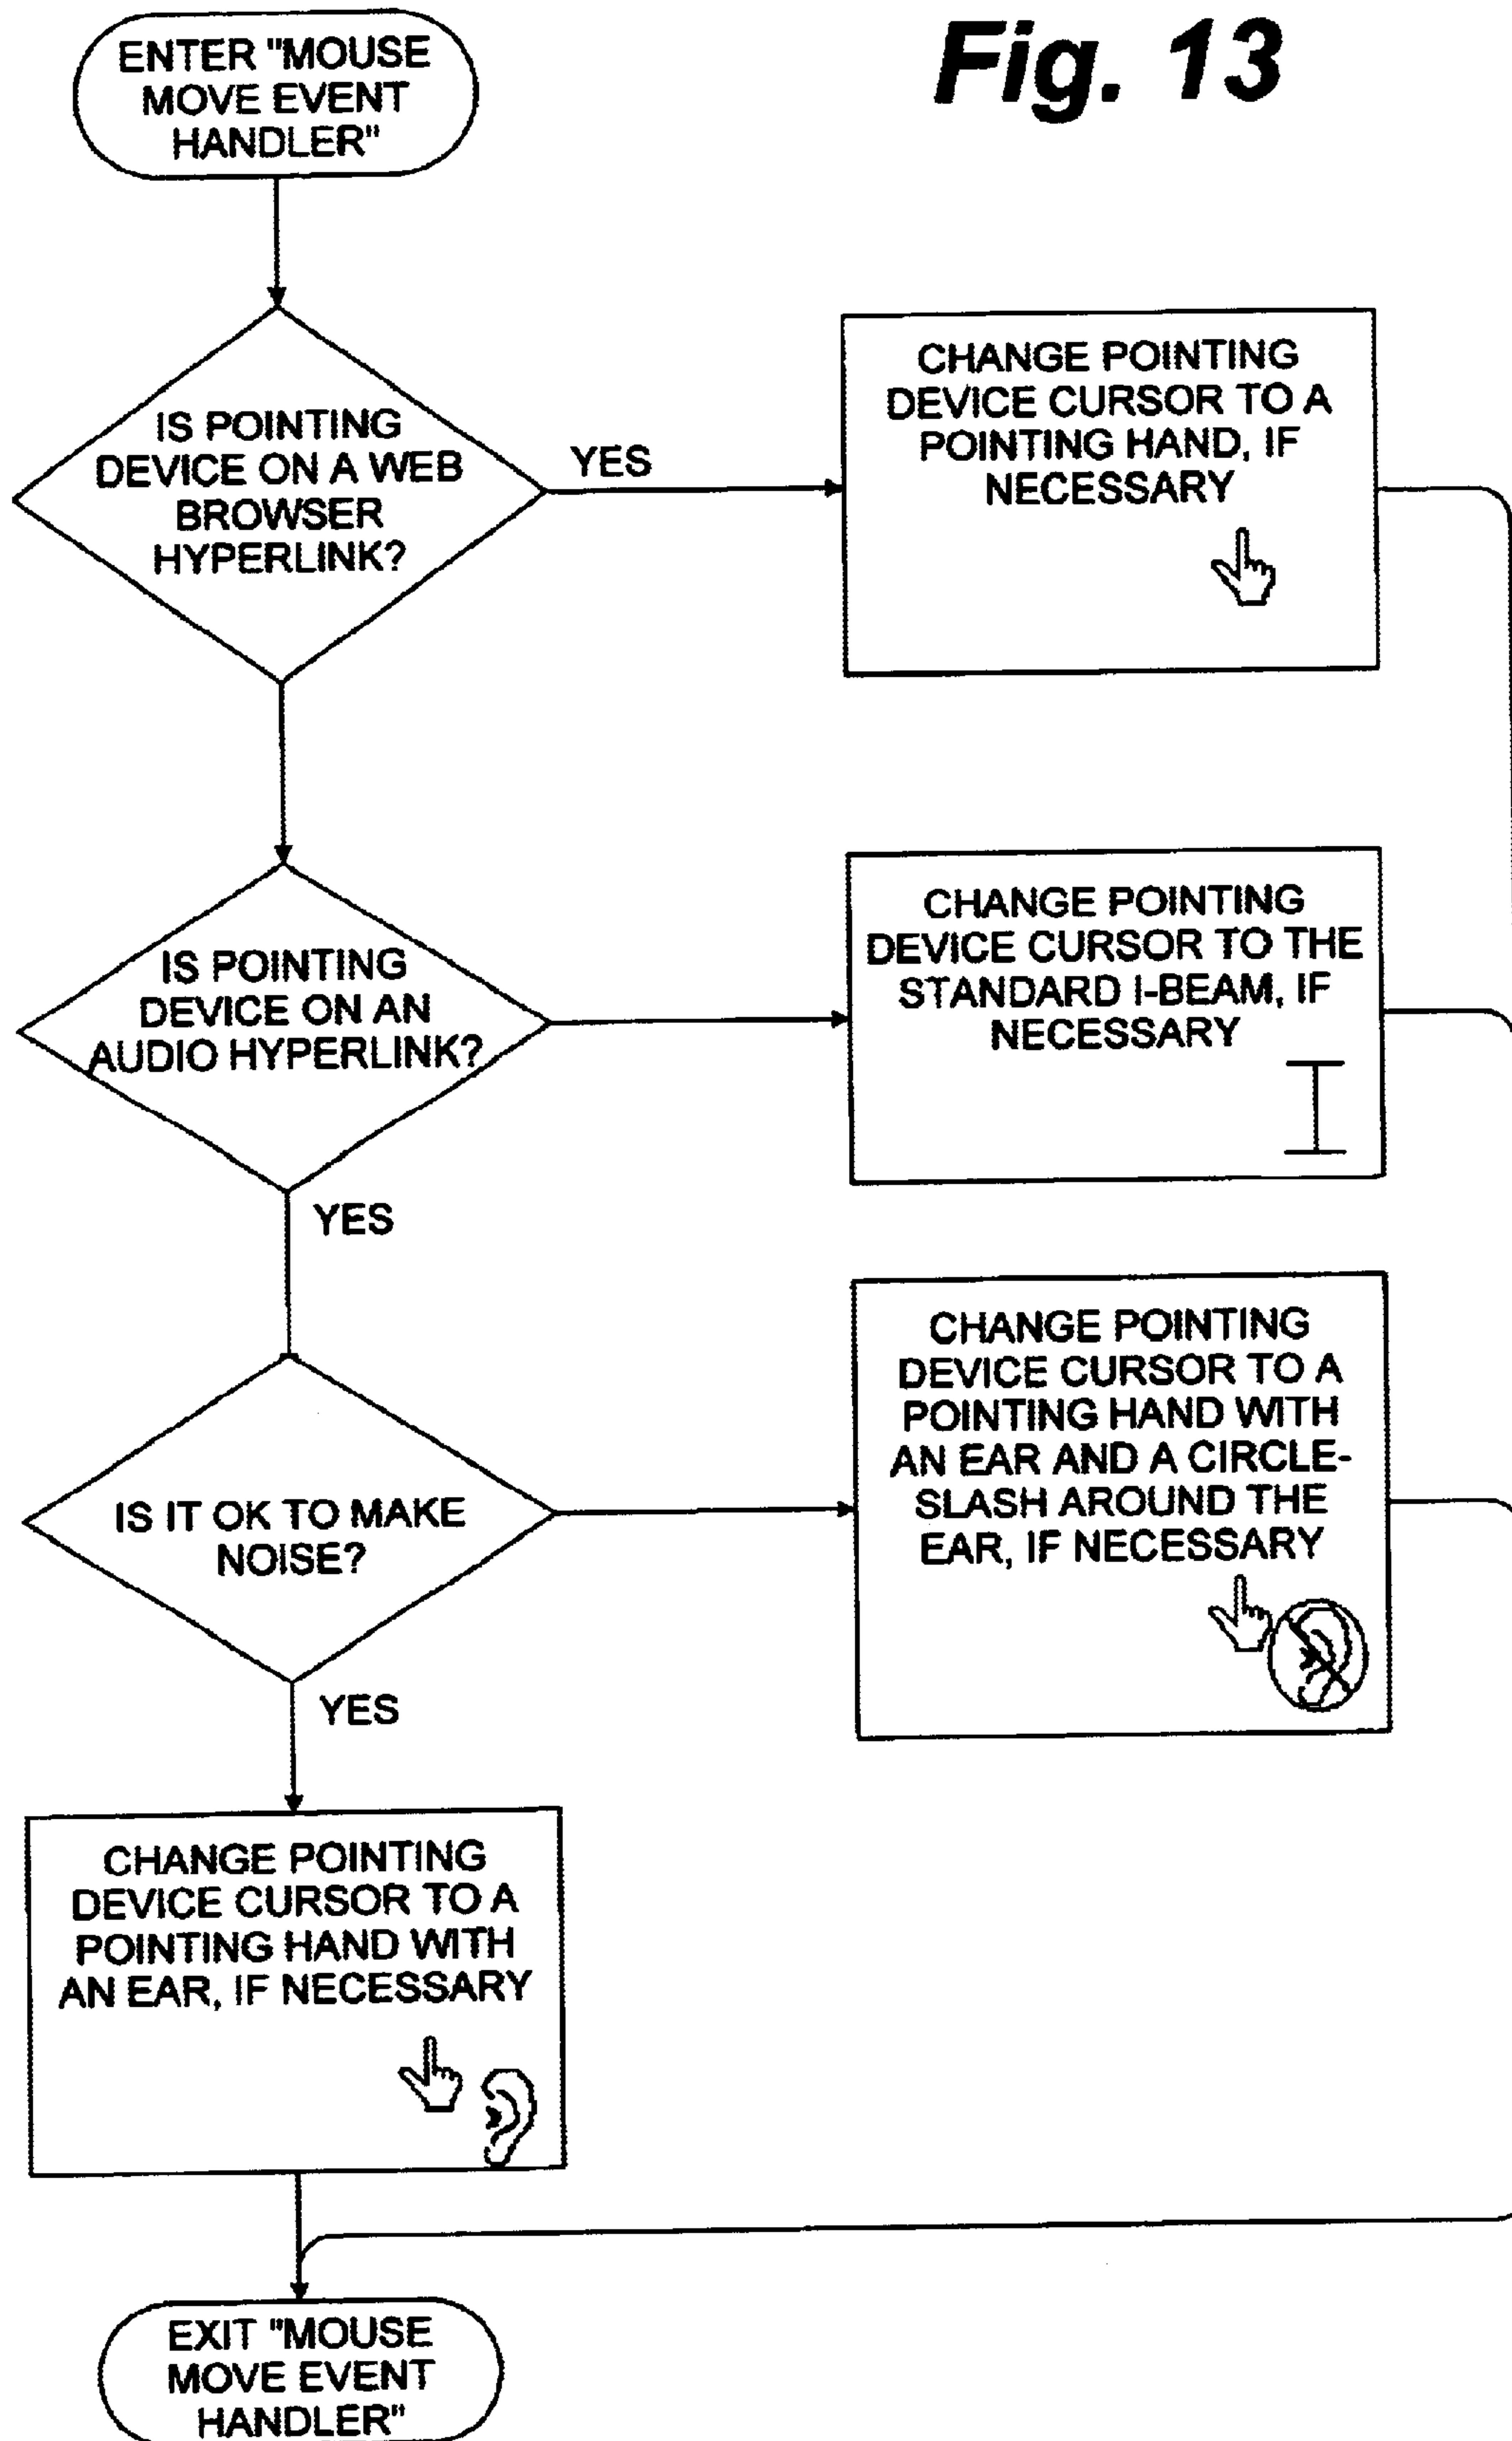 Fig. 13
ENTER "MOUSE
MOVE EVENT
HANDLER"
IS POINTING
DEVICE ON A WEB
BROWSER
HYPERLINK?
YES
CHANGE POINTING
DEVICE CURSOR TO A
POINTING HAND, IF
NECESSARY
IS POINTING
DEVICE ON AN
AUDIO HYPERLINK?
CHANGE POINTING
DEVICE CURSOR TO THE
STANDARD I-BEAM, IF
NECESSARY
YES
IS IT OK TO MAKE
NOISE?
CHANGE POINTING
DEVICE CURSOR TO A
POINTING HAND WITH
AN EAR AND A CIRCLE-
SLASH AROUND THE
EAR, IF NECESSARY
YES
CHANGE POINTING
DEVICE CURSOR TO A
POINTING HAND WITH
AN EAR, IF NECESSARY
EXIT "MOUSE
MOVE EVENT
HANDLER"